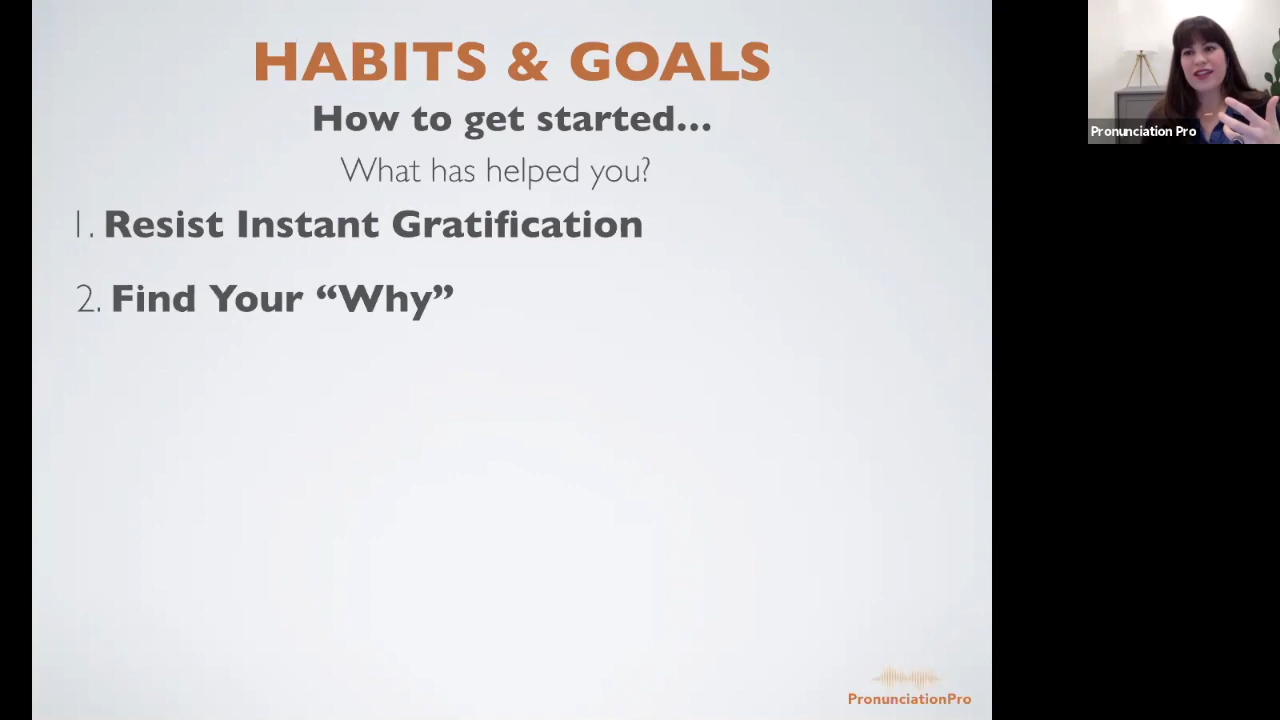 HABITS & GOALS
How to get started...
What has helped you?
1. Resist Instant Gratification
2. Find Your “Why”
Pronunciation Pro
PronunciationPro